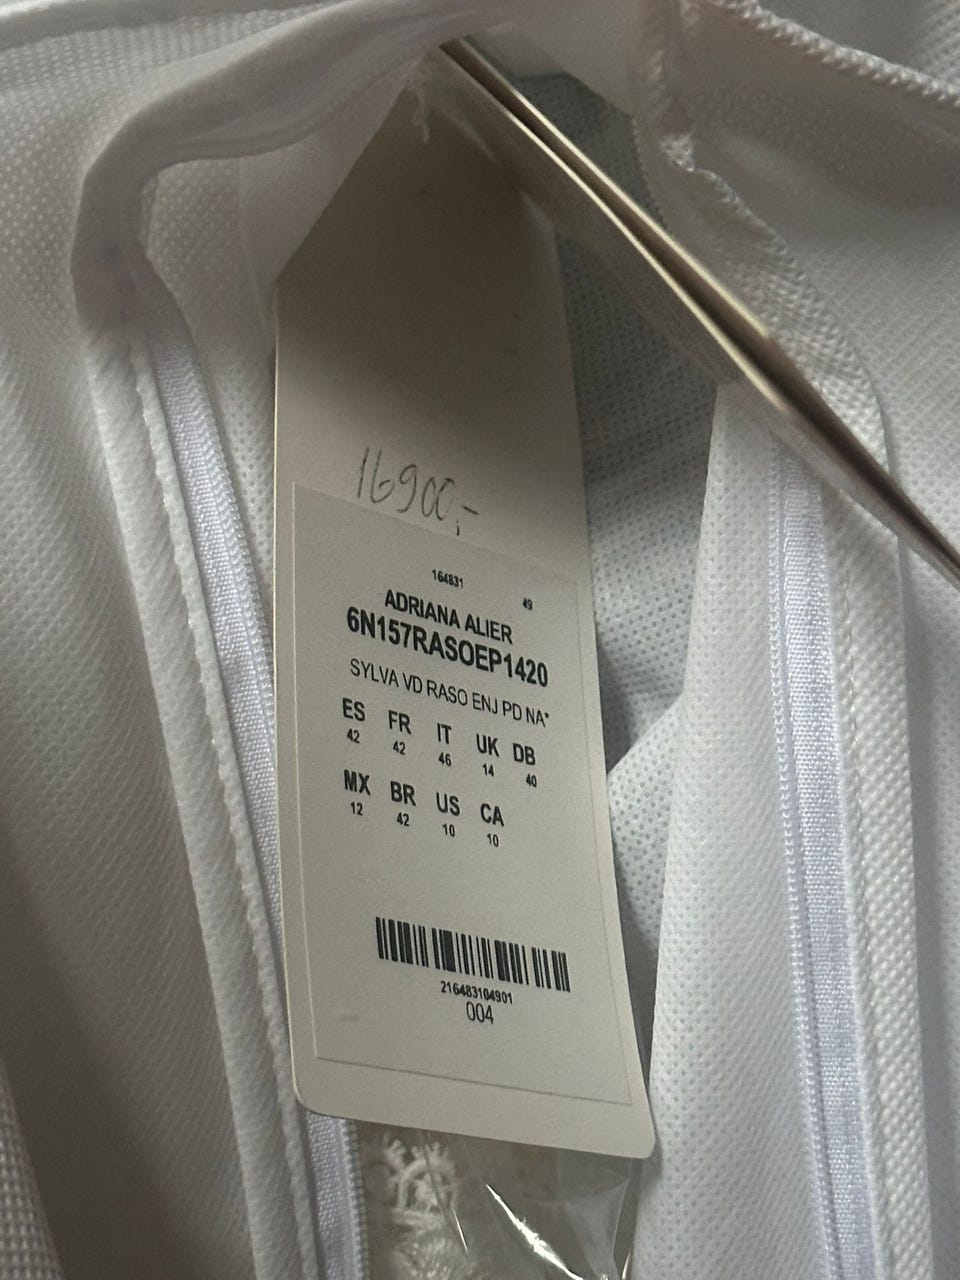 16900,-
164831 49
ADRIANA ALIER
6N157RASOEP1420
SYLVA VD RASO ENJ PD NA*
ES FR IT UK DB
42 42 46 14 40
MX BR US CA
12 42 10 10
216483104901
004